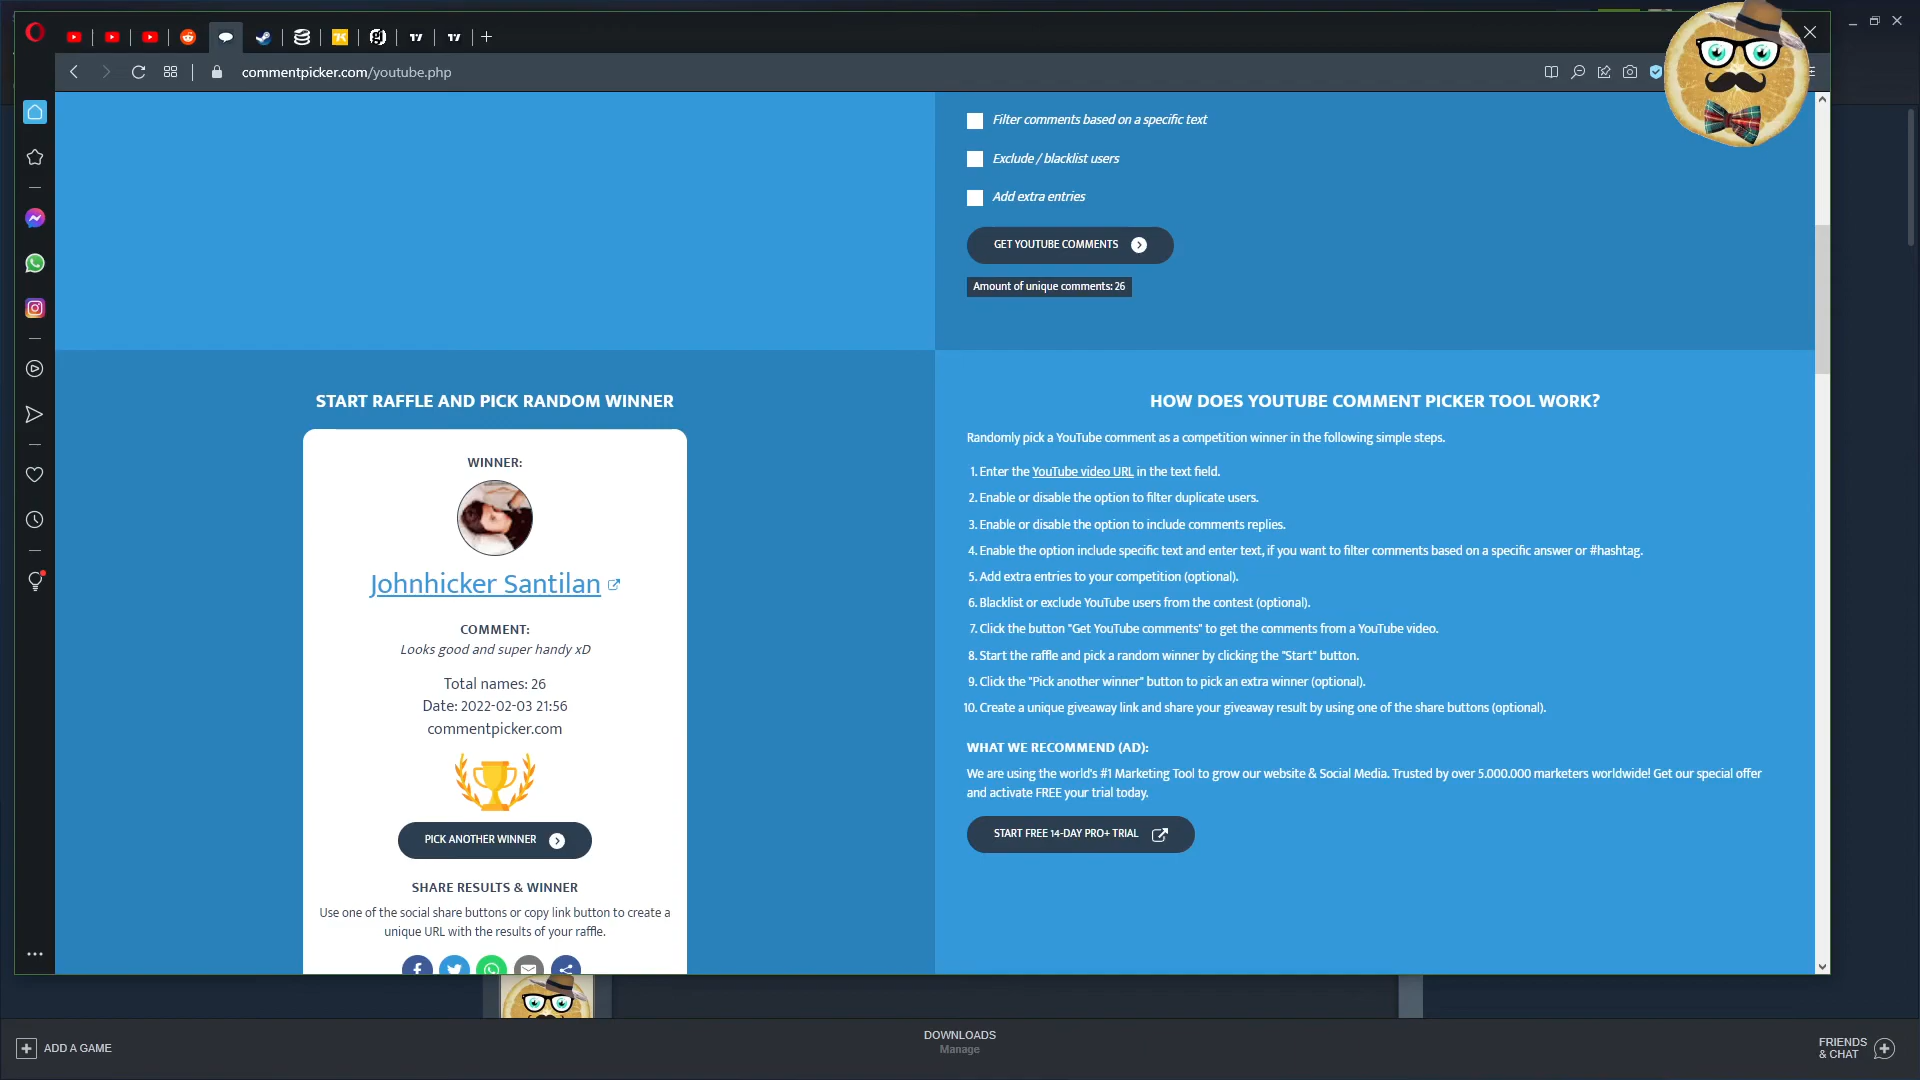 commentpicker.com/youtube.php
Filter comments based on a specific text
Exclude / blacklist users
Add extra entries
GET YOUTUBE COMMENTS
Amount of unique comments: 26
START RAFFLE AND PICK RANDOM WINNER
WINNER:
Johnhicker Santilan
COMMENT:
Looks good and super handy xD
Total names: 26
Date: 2022-02-03 21:56
commentpicker.com
PICK ANOTHER WINNER
SHARE RESULTS & WINNER
Use one of the social share buttons or copy link button to create a
unique URL with the results of your raffle.
HOW DOES YOUTUBE COMMENT PICKER TOOL WORK?
Randomly pick a YouTube comment as a competition winner in the following simple steps.
1. Enter the YouTube video URL in the text field.
2. Enable or disable the option to filter duplicate users.
3. Enable or disable the option to include comments replies.
4. Enable the option include specific text and enter text, if you want to filter comments based on a specific answer or #hashtag.
5. Add extra entries to your competition (optional).
6. Blacklist or exclude YouTube users from the contest (optional).
7. Click the button "Get YouTube comments" to get the comments from a YouTube video.
8. Start the raffle and pick a random winner by clicking the "Start" button.
9. Click the "Pick another winner" button to pick an extra winner (optional).
10. Create a unique giveaway link and share your giveaway result by using one of the share buttons (optional).
WHAT WE RECOMMEND (AD):
We are using the world's #1 Marketing Tool to grow our website & Social Media. Trusted by over 5.000.000 marketers worldwide! Get our special offer
and activate FREE your trial today.
START FREE 14-DAY PRO+ TRIAL
ADD A GAME
DOWNLOADS
Manage
FRIENDS
& CHAT